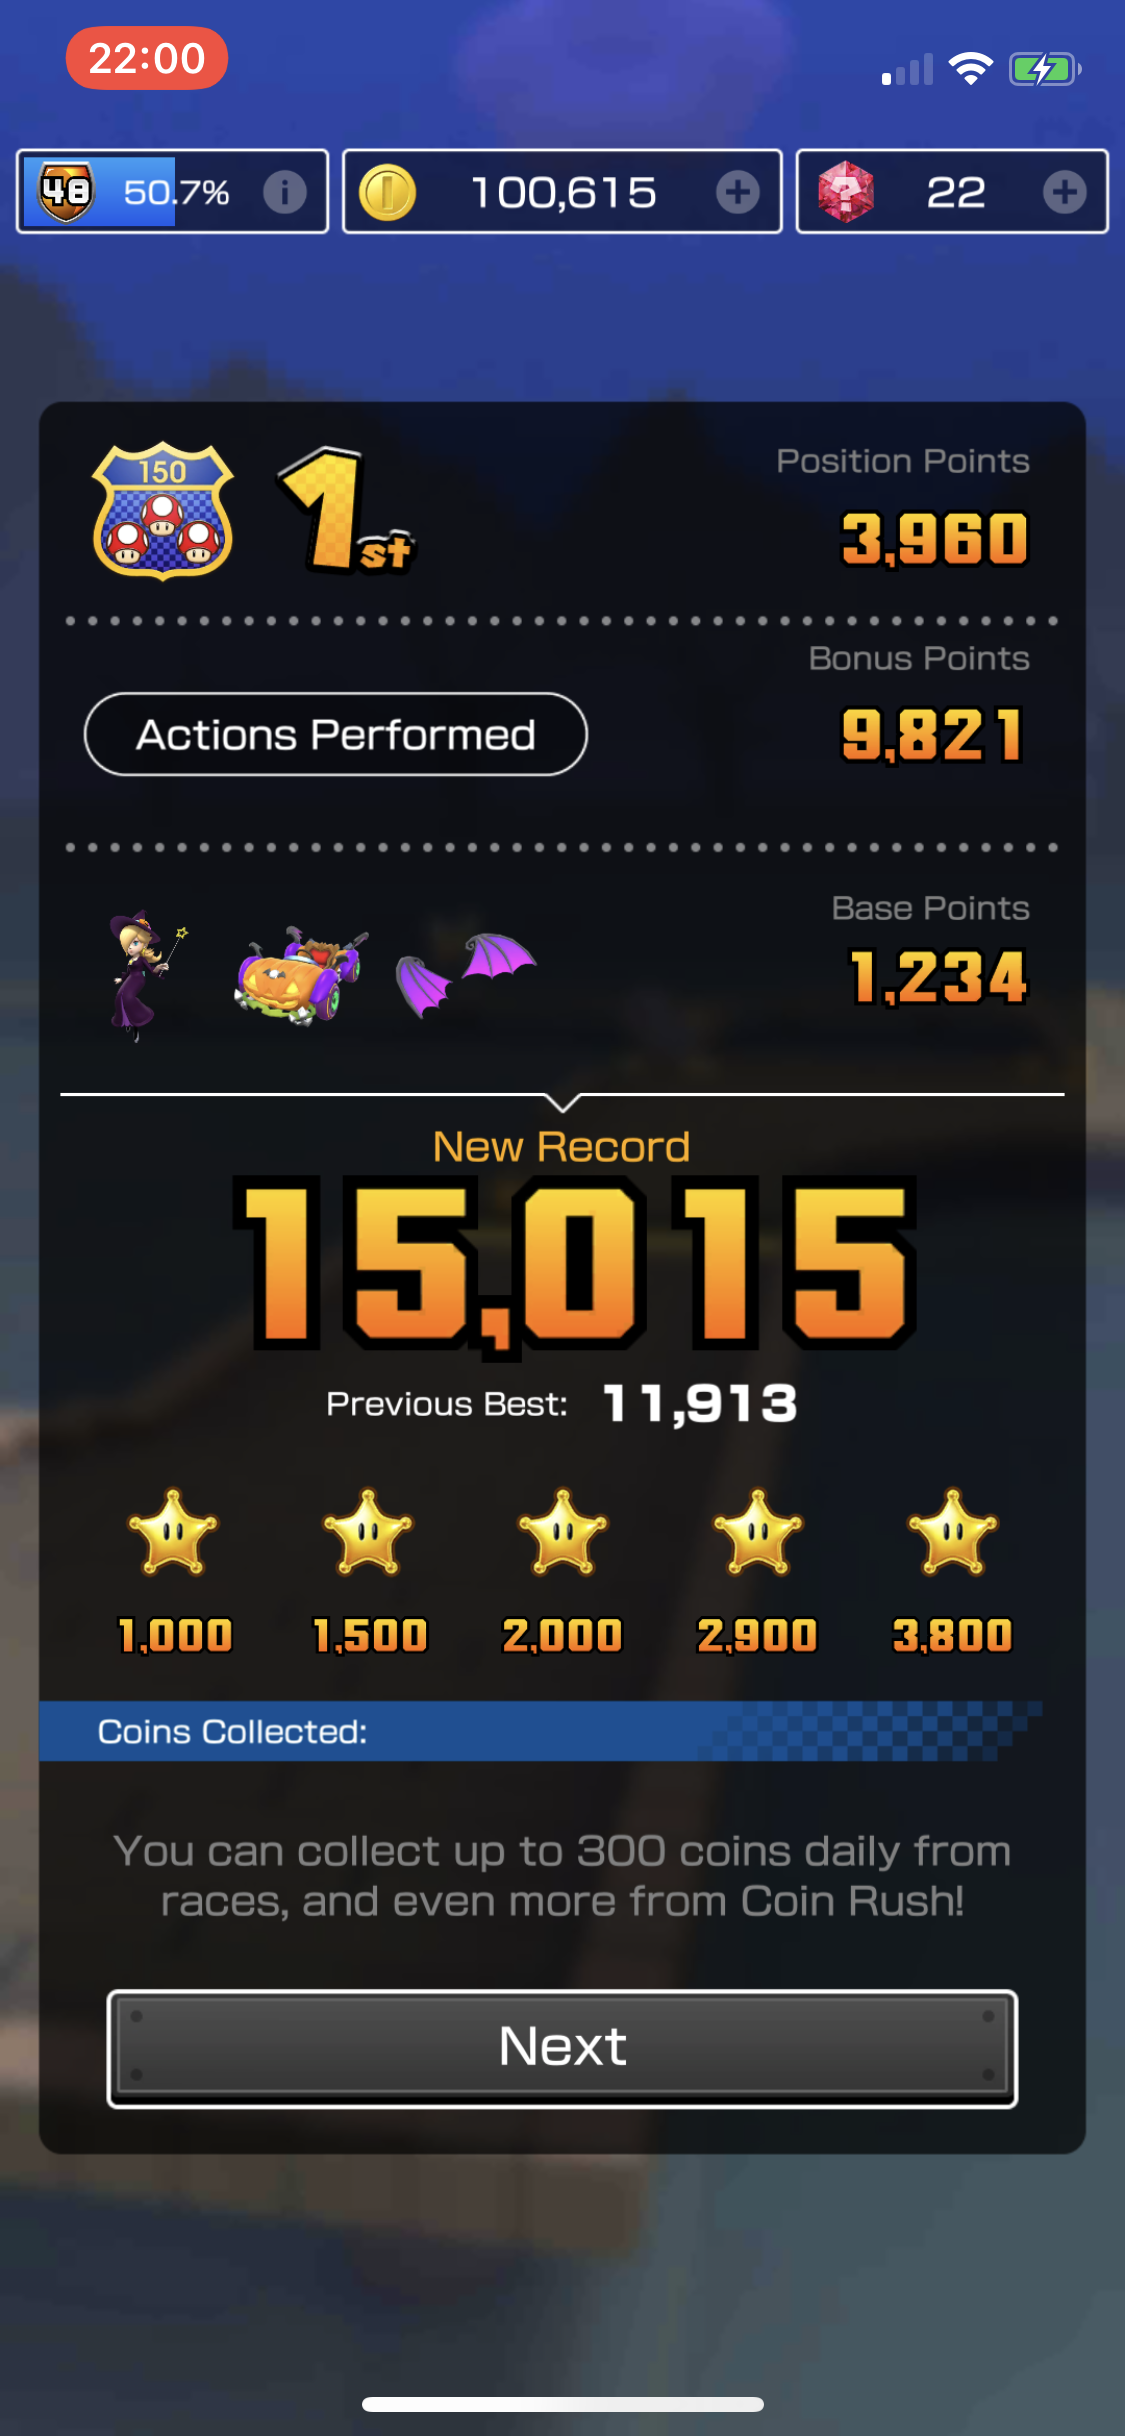 22:00
48 50.7% i 100,615 + ? 22 +
150 1st Position Points
3,960
Bonus Points
Actions Performed 9,821
Base Points
1,234
New Record
15,015
Previous Best: 11,913
1,000 1,500 2,000 2,900 3,800
Coins Collected:
You can collect up to 300 coins daily from
races, and even more from Coin Rush!
Next